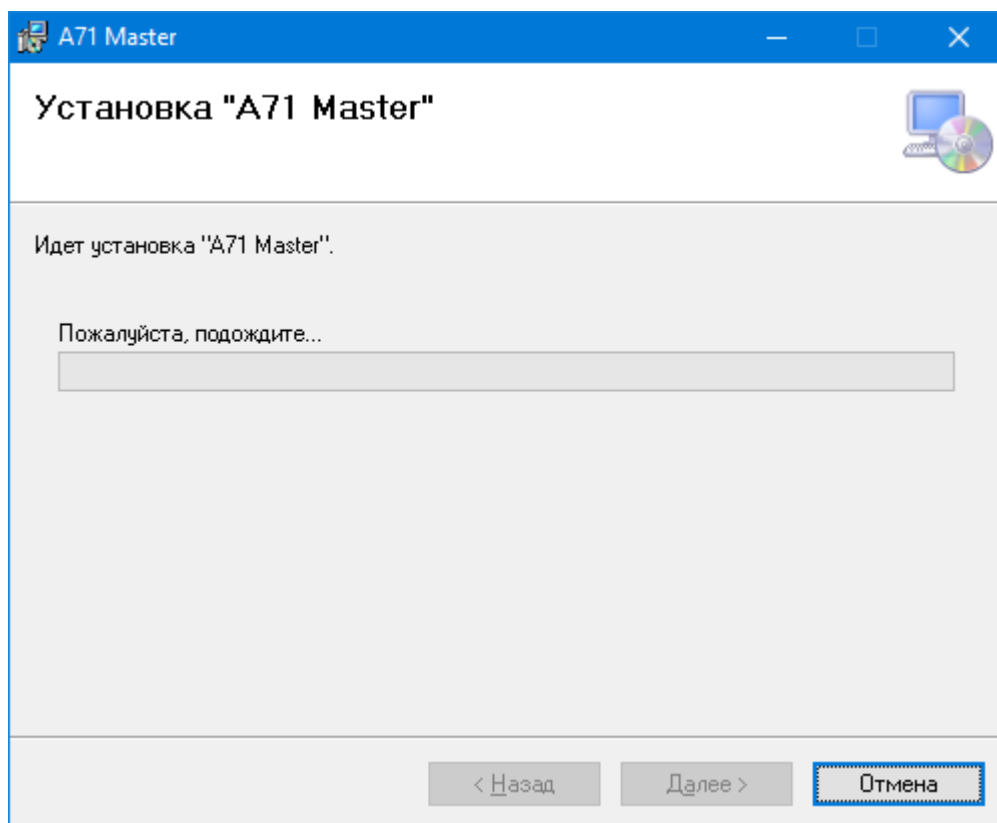 A71 Master
Установка "A71 Master"
Идет установка "A71 Master".
Пожалуйста, подождите...
< Назад
Далее >
Отмена